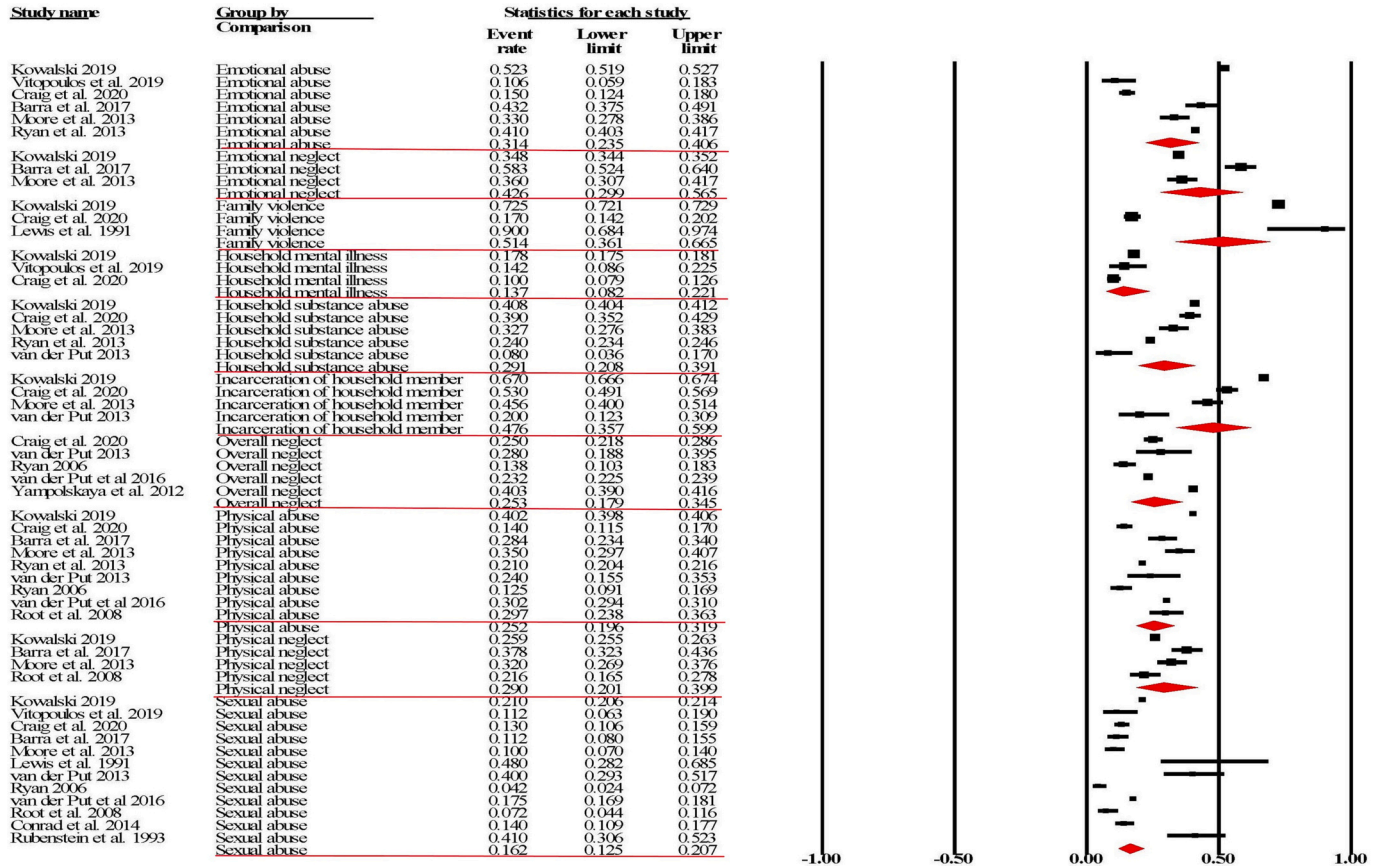 Study name Group by Statistics for each study
Comparison
Event Lower Upper
rate limit limit
Kowalski 2019 Emotional abuse 0.523 0.519 0.527
Vitopoulos et al. 2019 Emotional abuse 0.106 0.059 0.183
Craig et al. 2020 Emotional abuse 0.150 0.124 0.180
Barra et al. 2017 Emotional abuse 0.432 0.375 0.491
Moore et al. 2013 Emotional abuse 0.330 0.278 0.386
Ryan et al. 2013 Emotional abuse 0.410 0.403 0.417
Emotional abuse 0.314 0.235 0.406
Kowalski 2019 Emotional neglect 0.348 0.344 0.352
Barra et al. 2017 Emotional neglect 0.583 0.524 0.640
Moore et al. 2013 Emotional neglect 0.360 0.307 0.417
Emotional neglect 0.426 0.299 0.565
Kowalski 2019 Family violence 0.725 0.721 0.729
Craig et al. 2020 Family violence 0.170 0.142 0.202
Lewis et al. 1991 Family violence 0.900 0.684 0.974
Family violence 0.514 0.361 0.665
Kowalski 2019 Household mental illness 0.178 0.175 0.181
Vitopoulos et al. 2019 Household mental illness 0.142 0.086 0.225
Craig et al. 2020 Household mental illness 0.100 0.079 0.126
Household mental illness 0.137 0.082 0.221
Kowalski 2019 Household substance abuse 0.408 0.404 0.412
Craig et al. 2020 Household substance abuse 0.390 0.352 0.429
Moore et al. 2013 Household substance abuse 0.327 0.276 0.383
Ryan et al. 2013 Household substance abuse 0.240 0.234 0.246
van der Put 2013 Household substance abuse 0.080 0.036 0.170
Household substance abuse 0.291 0.208 0.391
Kowalski 2019 Incarceration of household member 0.670 0.666 0.674
Craig et al. 2020 Incarceration of household member 0.530 0.491 0.569
Moore et al. 2013 Incarceration of household member 0.456 0.400 0.514
van der Put 2013 Incarceration of household member 0.200 0.123 0.309
Incarceration of household member 0.476 0.357 0.599
Craig et al. 2020 Overall neglect 0.250 0.218 0.286
van der Put 2013 Overall neglect 0.280 0.188 0.395
Ryan 2006 Overall neglect 0.138 0.103 0.183
van der Put et al 2016 Overall neglect 0.232 0.225 0.239
Yampolskaya et al. 2012 Overall neglect 0.403 0.390 0.416
Overall neglect 0.253 0.179 0.345
Kowalski 2019 Physical abuse 0.402 0.398 0.406
Craig et al. 2020 Physical abuse 0.140 0.115 0.170
Barra et al. 2017 Physical abuse 0.284 0.234 0.340
Moore et al. 2013 Physical abuse 0.350 0.297 0.407
Ryan et al. 2013 Physical abuse 0.210 0.204 0.216
van der Put 2013 Physical abuse 0.240 0.155 0.353
Ryan 2006 Physical abuse 0.125 0.091 0.169
van der Put et al 2016 Physical abuse 0.302 0.294 0.310
Root et al. 2008 Physical abuse 0.297 0.238 0.363
Physical abuse 0.252 0.196 0.319
Kowalski 2019 Physical neglect 0.259 0.255 0.263
Barra et al. 2017 Physical neglect 0.378 0.323 0.436
Moore et al. 2013 Physical neglect 0.320 0.269 0.376
Root et al. 2008 Physical neglect 0.216 0.165 0.278
Physical neglect 0.290 0.201 0.399
Kowalski 2019 Sexual abuse 0.210 0.206 0.214
Vitopoulos et al. 2019 Sexual abuse 0.112 0.063 0.190
Craig et al. 2020 Sexual abuse 0.130 0.106 0.159
Barra et al. 2017 Sexual abuse 0.112 0.080 0.155
Moore et al. 2013 Sexual abuse 0.100 0.070 0.140
Lewis et al. 1991 Sexual abuse 0.480 0.282 0.685
van der Put 2013 Sexual abuse 0.400 0.293 0.517
Ryan 2006 Sexual abuse 0.042 0.024 0.072
van der Put et al 2016 Sexual abuse 0.175 0.169 0.181
Root et al. 2008 Sexual abuse 0.072 0.044 0.116
Conrad et al. 2014 Sexual abuse 0.140 0.109 0.177
Rubenstein et al. 1993 Sexual abuse 0.410 0.306 0.523
Sexual abuse 0.162 0.125 0.207
-1.00 -0.50 0.00 0.50 1.00